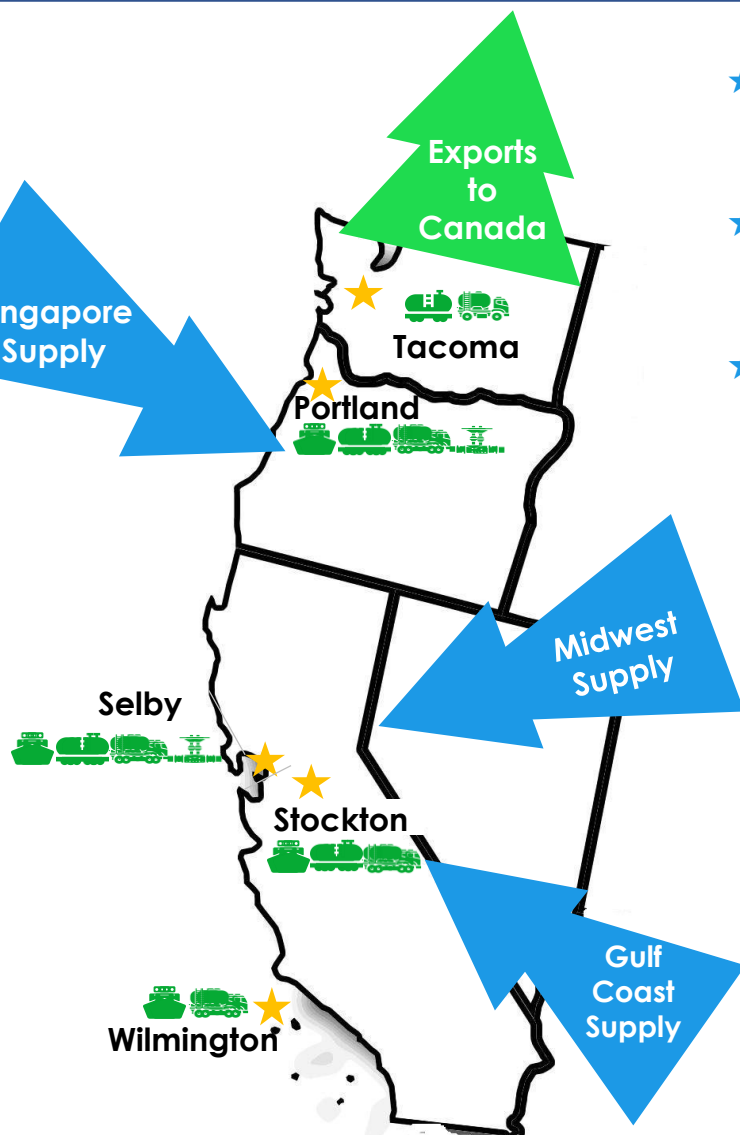 Exports
to
Canada
ngapore
Supply
Tacoma
Portland
Midwest
Supply
Selby
Stockton
Gulf
Coast
Supply
Wilmington